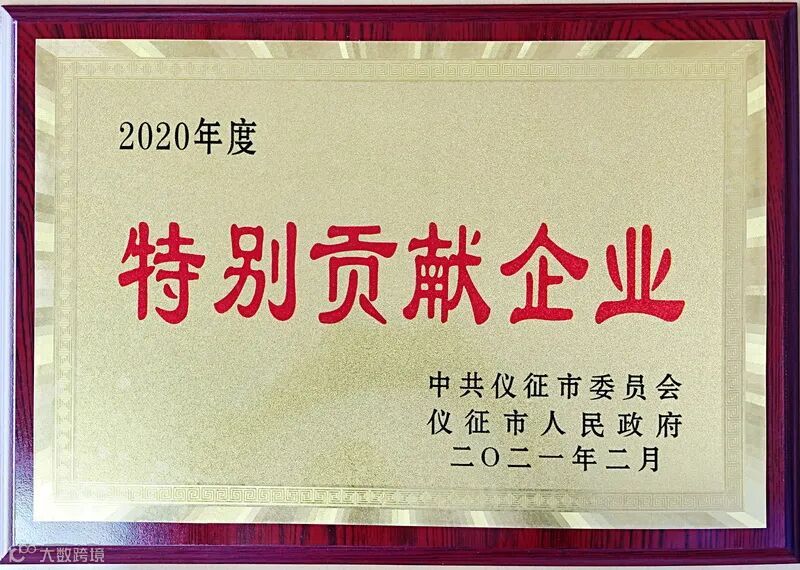 2020年度
特别贡献企业
中共仪征市委员会
仪征市人民政府
二〇二一年二月
大数跨境